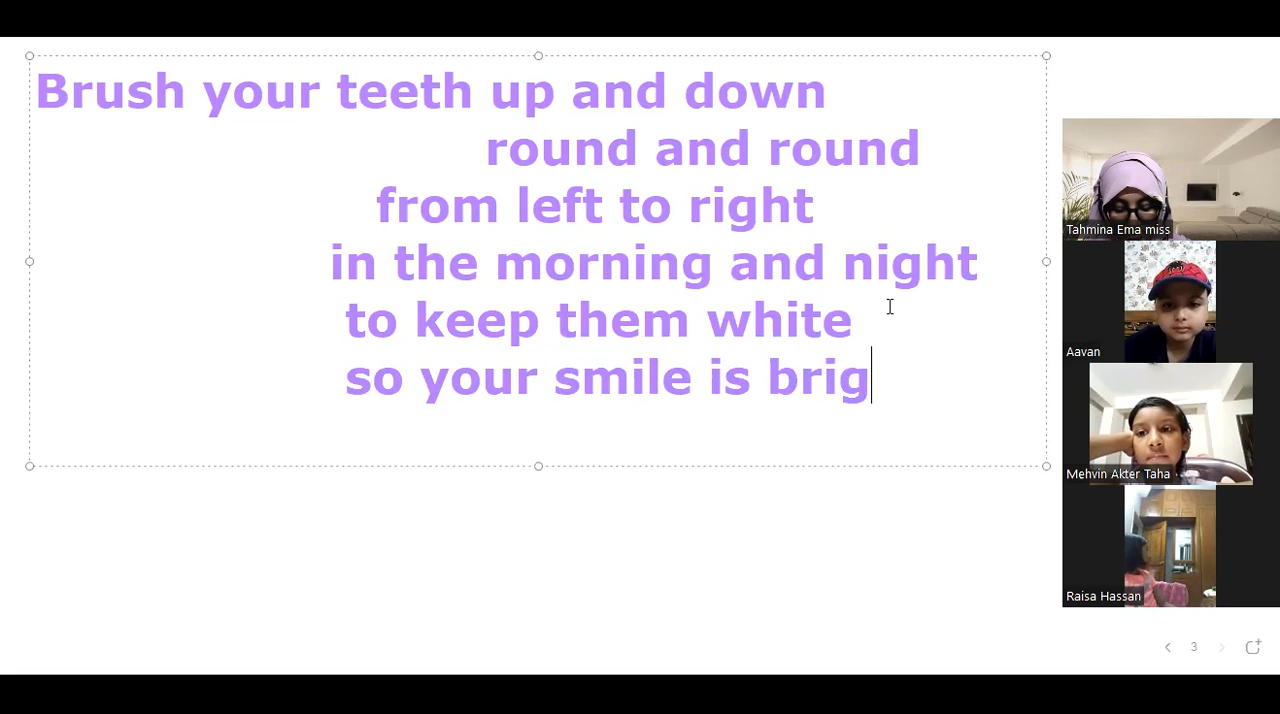 Brush your teeth up and down
round and round
from left to right
in the morning and night
to keep them white
so your smile is brig
Tahmina Ema miss
Aavan
Mehvin Akter Taha
Raisa Hassan
3